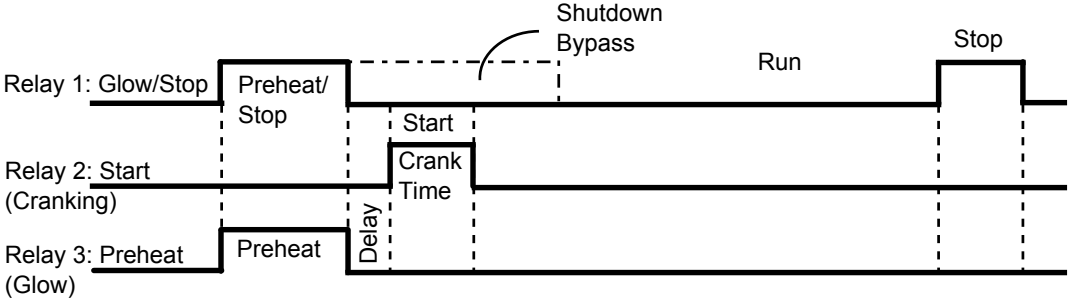 Shutdown
Bypass
Run
Stop
Relay 1: Glow/Stop
Preheat/
Stop
Start
Relay 2: Start
(Cranking)
Crank
Time
Delay
Relay 3: Preheat
(Glow)
Preheat